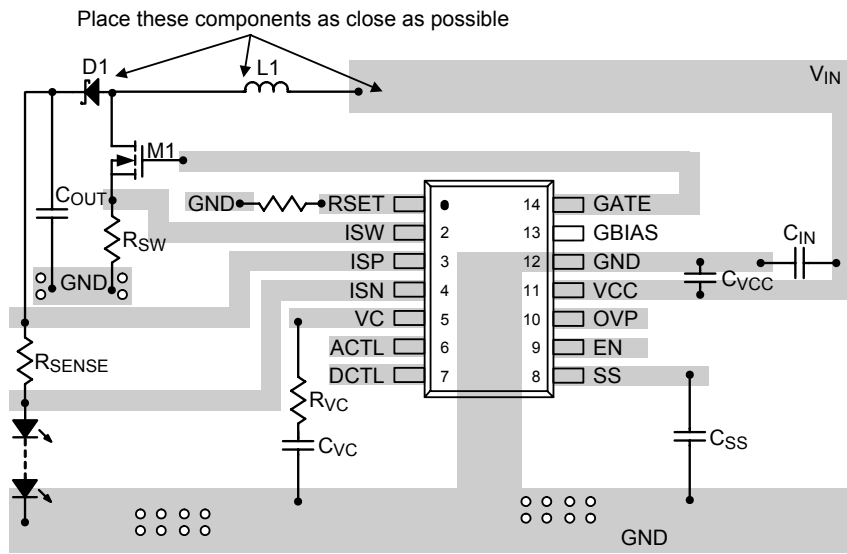 Place these components as close as possible
D1
L1
VIN
M1
COUT
GND
RSET
14
GATE
RSW
ISW
2
13
GBIAS
CIN
ISP
3
12
GND
GND
ISN
4
11
VCC
CVCC
VC
5
10
OVP
ACTL
6
9
EN
RSENSE
DCTL
7
8
SS
RVC
CVC
CSS
GND